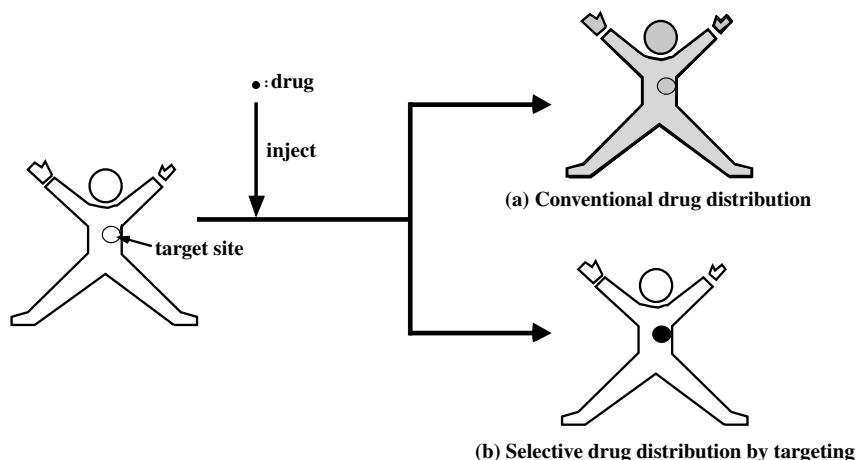 : drug
inject
target site
(a) Conventional drug distribution
(b) Selective drug distribution by targeting